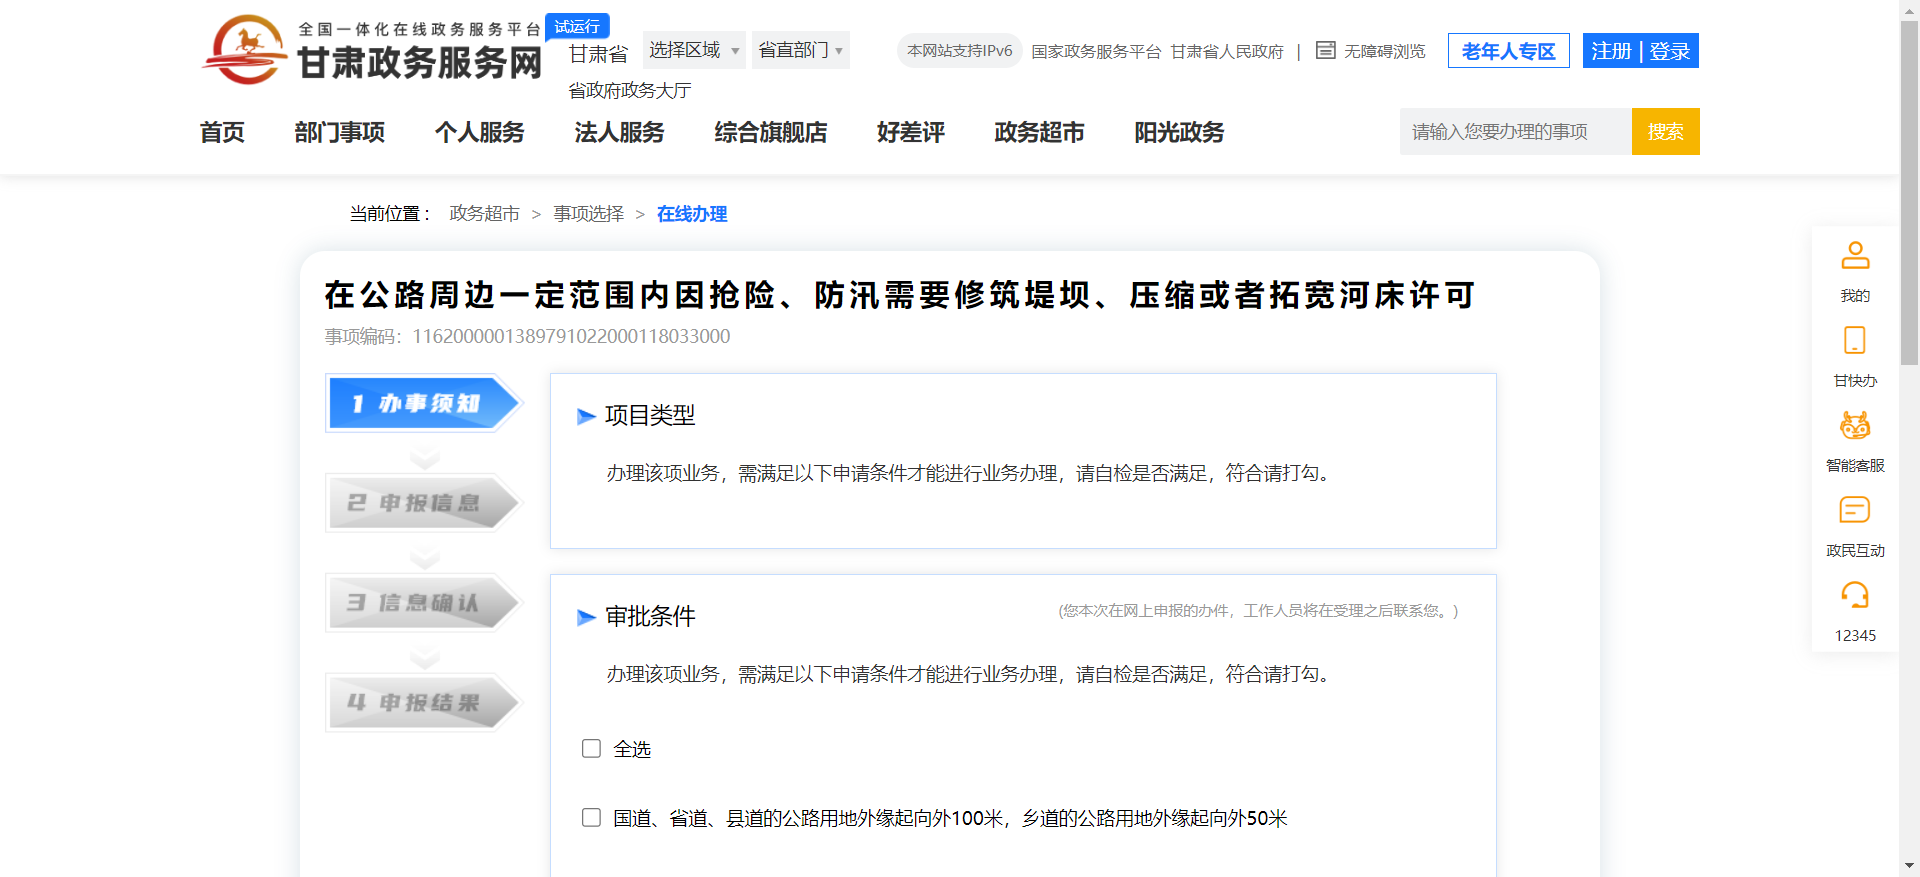 全国一体化在线政务服务平台
甘肃政务服务网
试运行
甘肃省 选择区域 省直部门
省政府政务大厅
本网站支持IPv6 国家政务服务平台 甘肃省人民政府 | 无障碍浏览 老年人专区 注册 | 登录
首页 部门事项 个人服务 法人服务 综合旗舰店 好差评 政务超市 阳光政务
请输入您要办理的事项 搜索
当前位置： 政务超市 > 事项选择 > 在线办理
在公路周边一定范围内因抢险、防汛需要修筑堤坝、压缩或者拓宽河床许可
事项编码：1162000001389791022000118033000
1 办事须知
2 申报信息
3 信息确认
4 申报结果
项目类型
办理该项业务，需满足以下申请条件才能进行业务办理，请自检是否满足，符合请打勾。
审批条件
(您本次在网上申报的办件，工作人员将在受理之后联系您。)
办理该项业务，需满足以下申请条件才能进行业务办理，请自检是否满足，符合请打勾。
全选
国道、省道、县道的公路用地外缘起向外100米，乡道的公路用地外缘起向外50米
我的
甘快办
智能客服
政民互动
12345